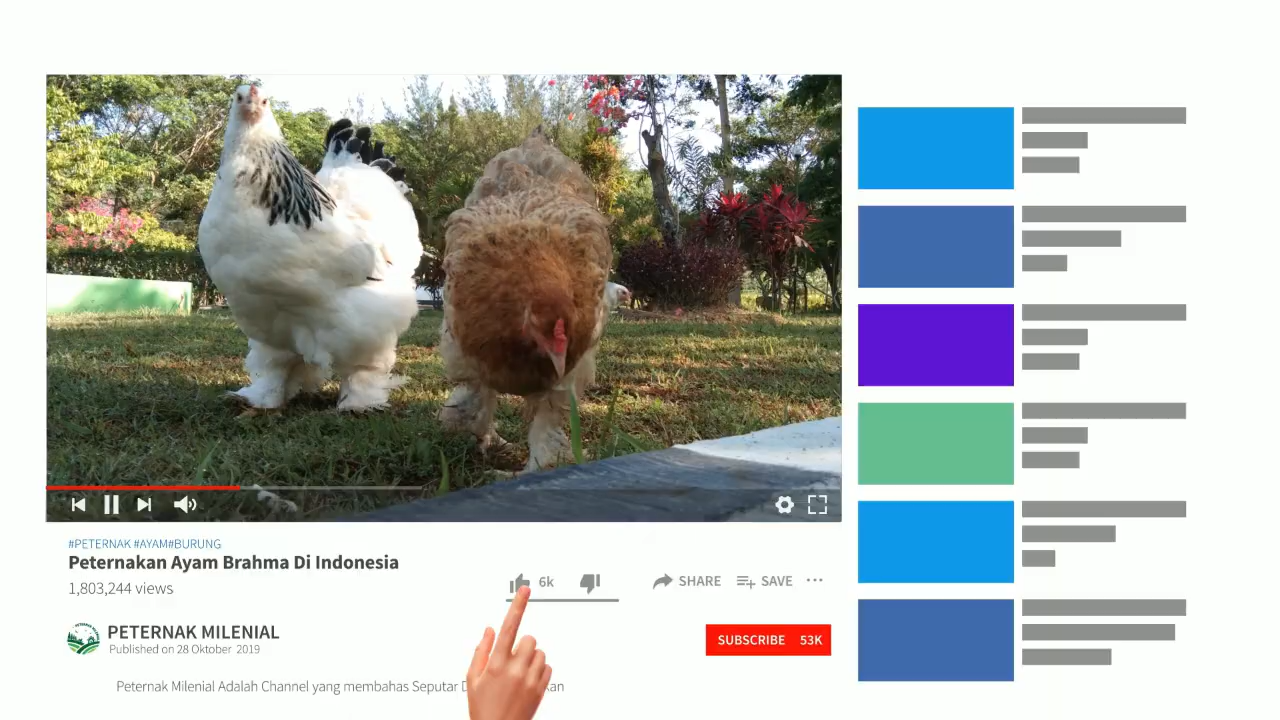 #PETERNAK #AYAM#BURUNG
Peternakan Ayam Brahma Di Indonesia
1,803,244 views
6k
SHARE
SAVE
PETERNAK MILENIAL
Published on 28 Oktober 2019
SUBSCRIBE 53K
Peternak Milenial Adalah Channel yang membahas Seputar